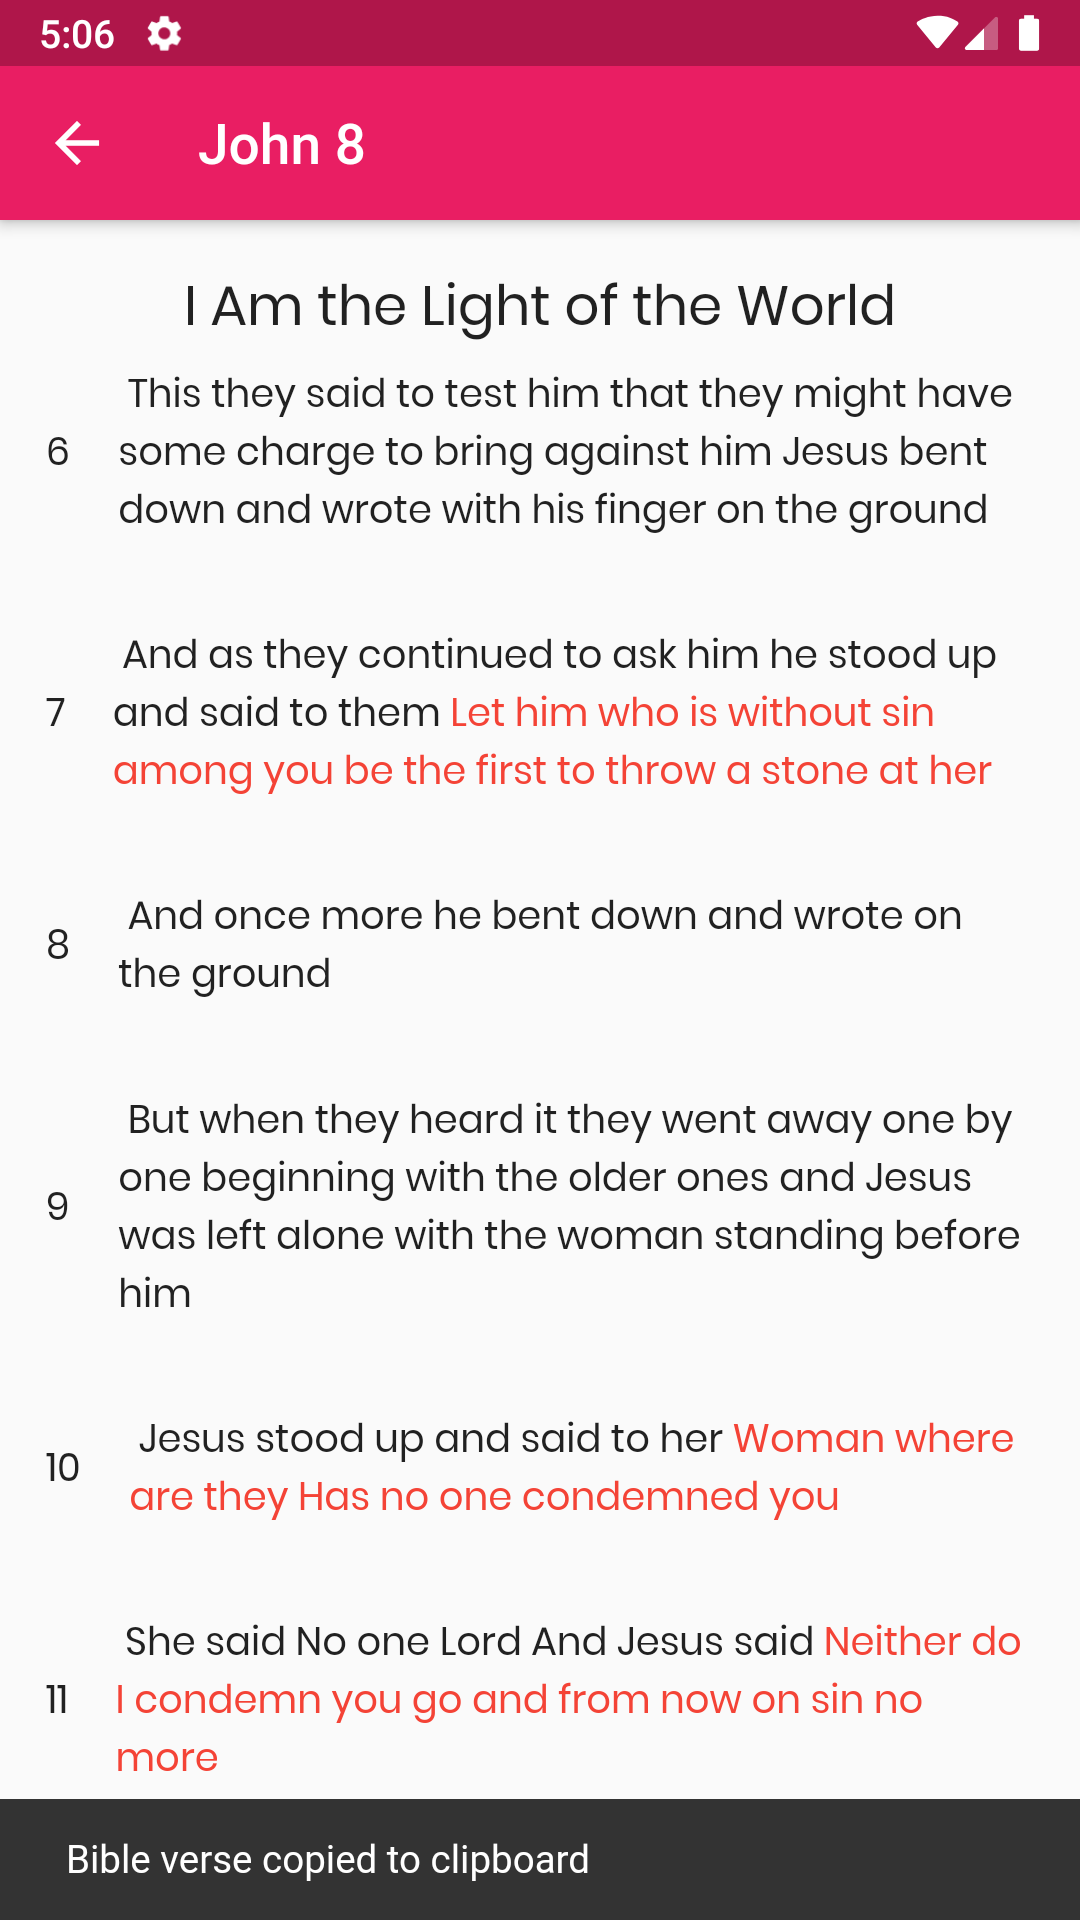 5:06
John 8
I Am the Light of the World
This they said to test him that they might have
6 some charge to bring against him Jesus bent
down and wrote with his finger on the ground
And as they continued to ask him he stood up
7 and said to them Let him who is without sin
among you be the first to throw a stone at her
And once more he bent down and wrote on
8
the ground
But when they heard it they went away one by
one beginning with the older ones and Jesus
9
was left alone with the woman standing before
him
Jesus stood up and said to her Woman where
10
are they Has no one condemned you
She said No one Lord And Jesus said Neither do
11 I condemn you go and from now on sin no
more
Bible verse copied to clipboard